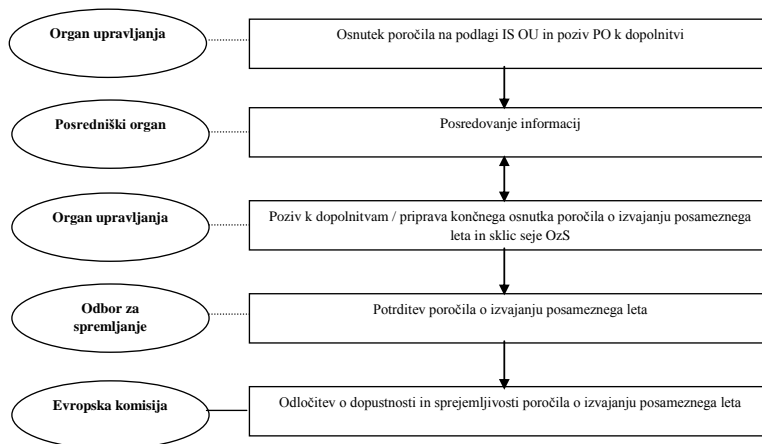 Organ upravljanja
Osnutek poročila na podlagi IS OU in poziv PO k dopolnitvi
Posredniški organ
Posredovanje informacij
Organ upravljanja
Poziv k dopolnitvam / priprava končnega osnutka poročila o izvajanju posameznega
leta in sklic seje OzS
Odbor za
spremljanje
Potrditev poročila o izvajanju posameznega leta
Evropska komisija
Odločitev o dopustnosti in sprejemljivosti poročila o izvajanju posameznega leta